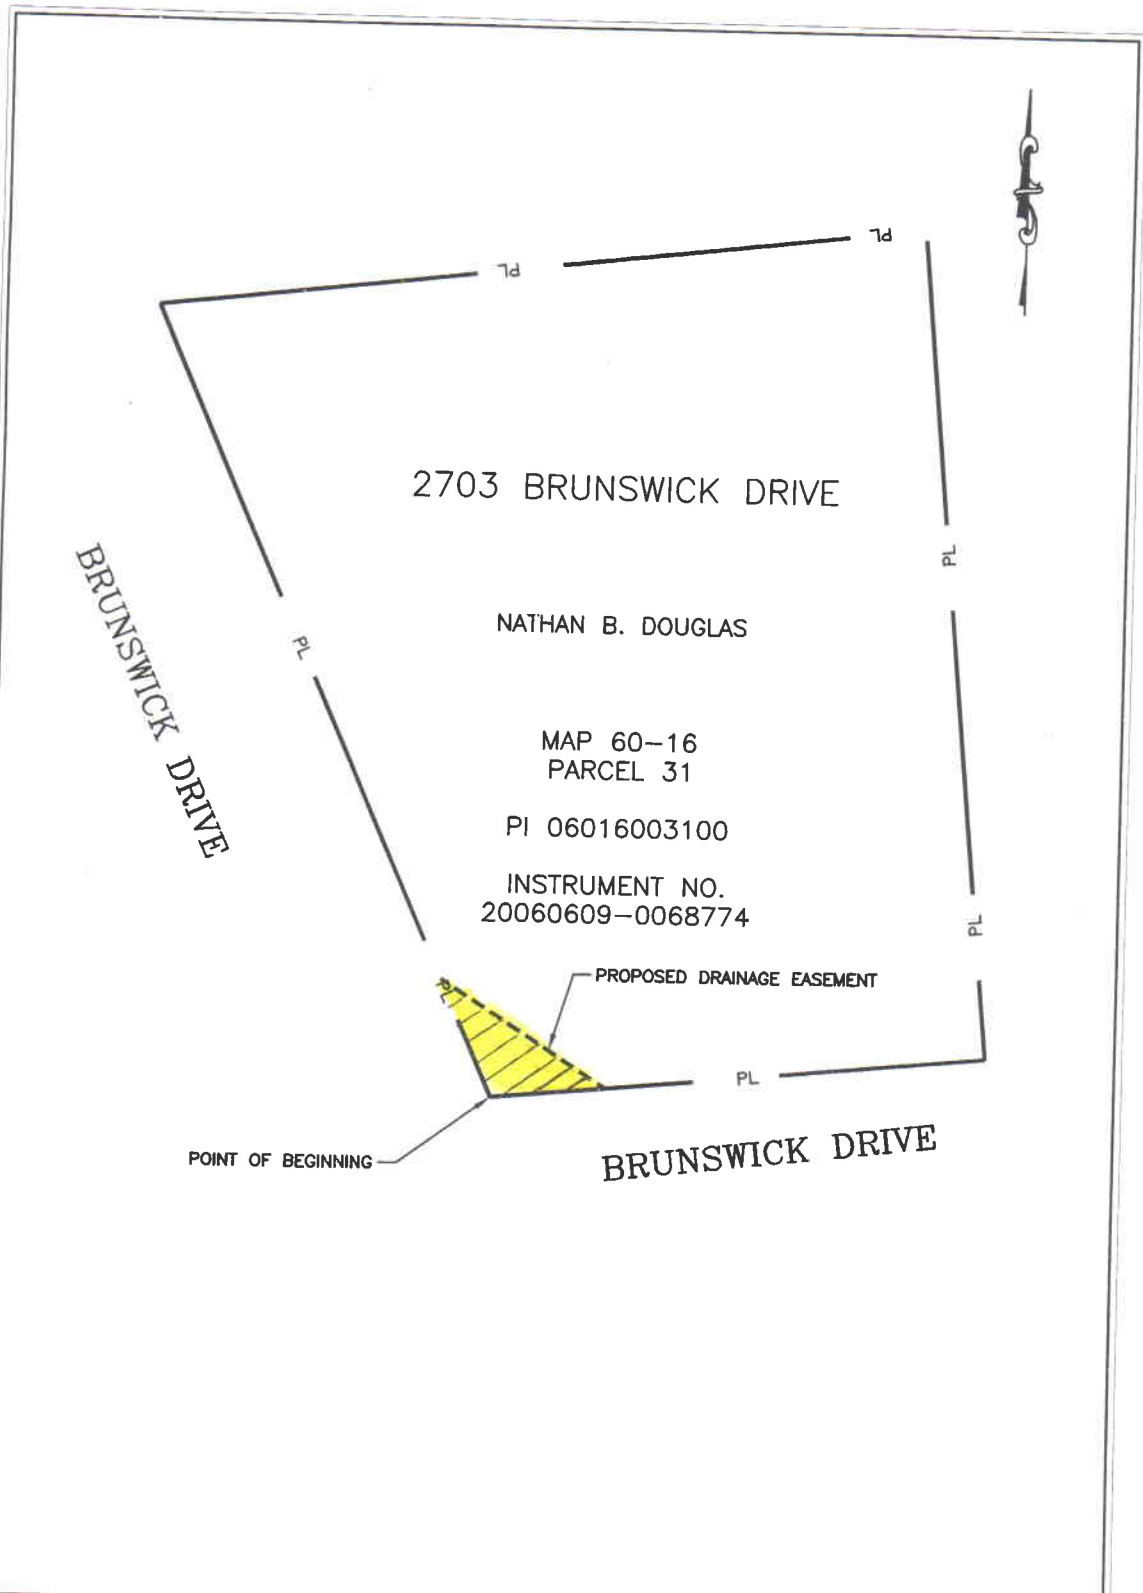 PL
PL
2703 BRUNSWICK DRIVE
PL
BRUNSWICK DRIVE
NATHAN B. DOUGLAS
PL
MAP 60-16
PARCEL 31
PI 06016003100
INSTRUMENT NO.
20060609-0068774
PL
PROPOSED DRAINAGE EASEMENT
PL
PL
POINT OF BEGINNING
BRUNSWICK DRIVE